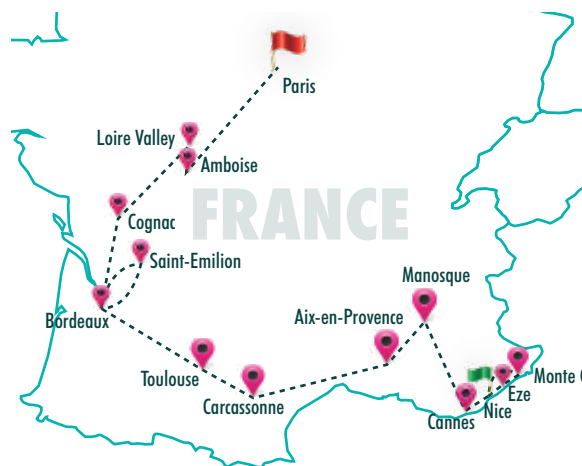 Paris
Loire Valley
Amboise
FRANCE
Cognac
Saint-Emilion
Manosque
Bordeaux
Aix-en-Provence
Toulouse
Monte C
Eze
Carcassonne
Cannes
Nice